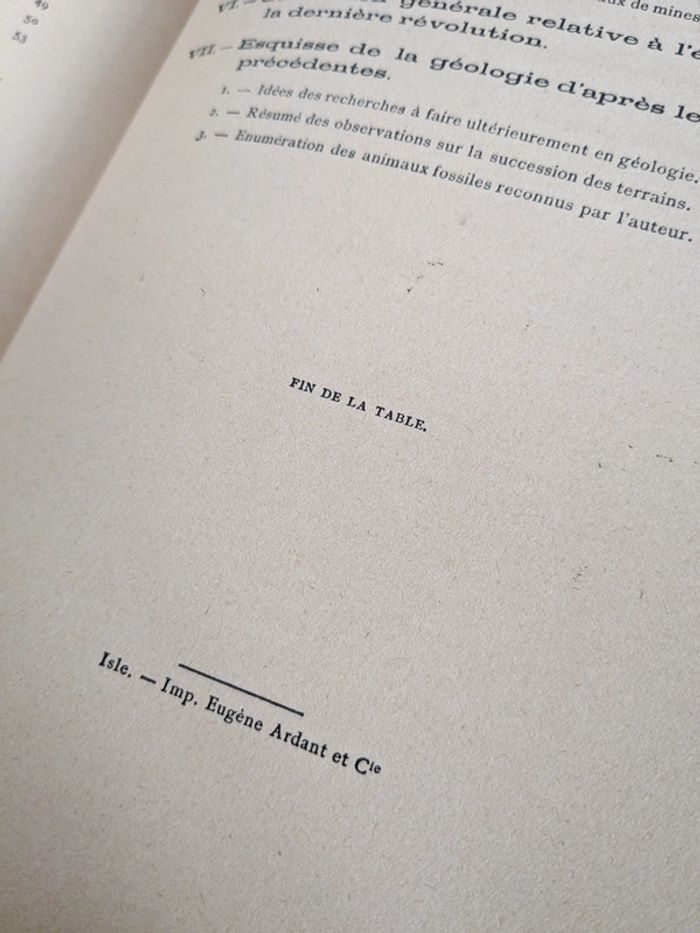 49
50
53
de mines
VI. — générale relative à
la dernière révolution.
VII. — Esquisse de la géologie d'après le
précédentes.
1. — Idées des recherches à faire ultérieurement en géologie.
2. — Résumé des observations sur la succession des terrains.
3. — Enumération des animaux fossiles reconnus par l'auteur.
FIN DE LA TABLE.
Isle. — Imp. Eugène Ardant et Cie